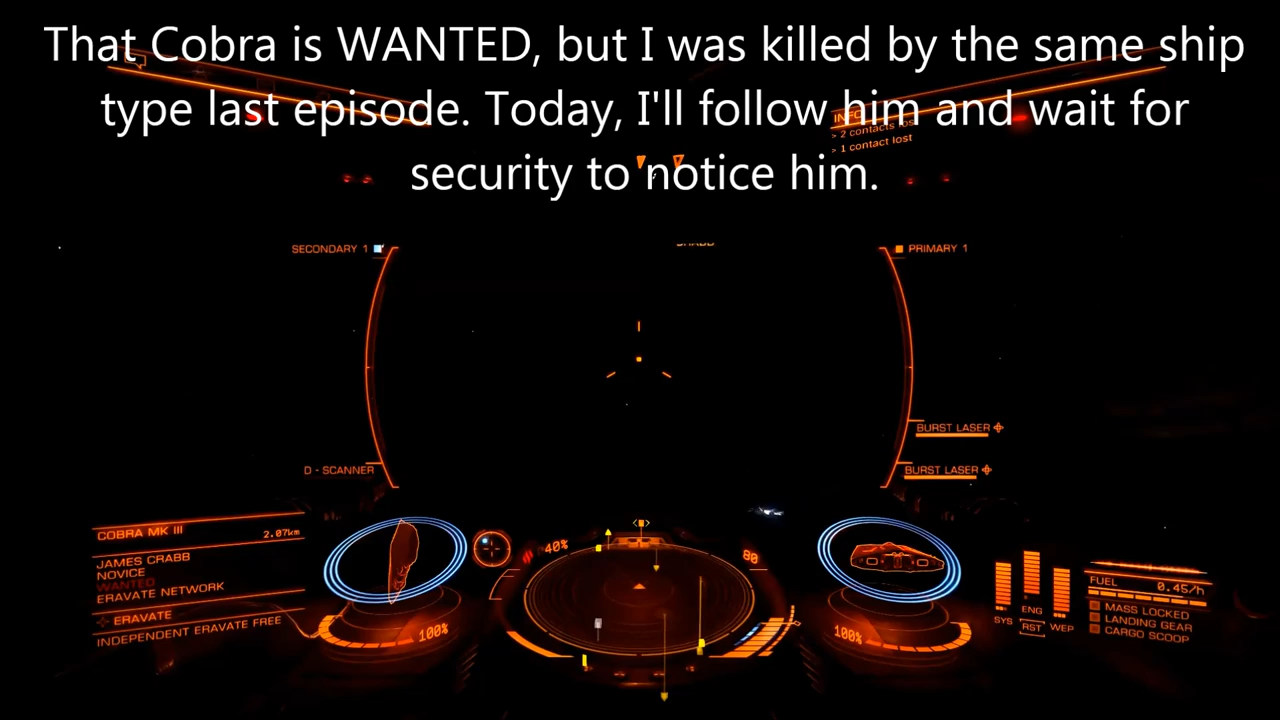 That Cobra is WANTED, but I was killed by the same ship
type last episode. Today, I'll follow him and wait for
security to notice him.
INFO
> 2 contacts lost
> 1 contact lost
SECONDARY 1
PRIMARY 1
BURST LASER
D - SCANNER
BURST LASER
COBRA MK III
2.07km
JAMES CRABB
NOVICE
WANTED
ERAVATE NETWORK
ERAVATE
INDEPENDENT ERAVATE FREE
100%
40%
80
100%
SYS
ENG
RST
WEP
FUEL 0.45/h
MASS LOCKED
LANDING GEAR
CARGO SCOOP